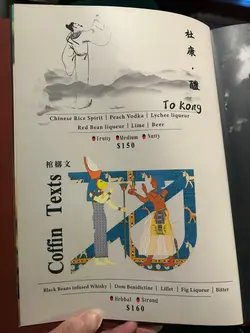 杜康·醺
To Kong
Chinese Rice Spirit | Peach Vodka | Lychee liqueur
Red Bean liqueur | Lime | Beer
Fruity Medium Nutty
$150
棺槨文
Coffin Texts
Black Beans infused Whisky | Dom Benidictine | Lillet | Fig Liqueur | Bitter
Herbal Strong
$160